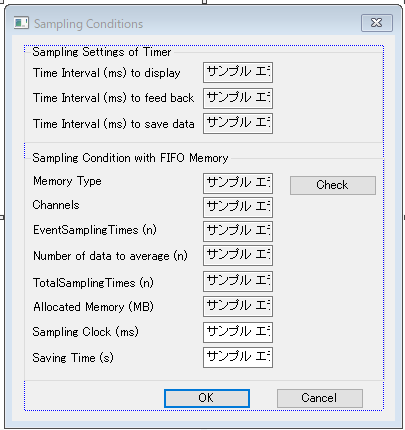 Sampling Conditions
Sampling Settings of Timer
Time Interval (ms) to display サンプル エ
Time Interval (ms) to feed back サンプル エ
Time Interval (ms) to save data サンプル エ
Sampling Condition with FIFO Memory
Memory Type サンプル エ Check
Channels サンプル エ
EventSamplingTimes (n) サンプル エ
Number of data to average (n) サンプル エ
TotalSamplingTimes (n) サンプル エ
Allocated Memory (MB) サンプル エ
Sampling Clock (ms) サンプル エ
Saving Time (s) サンプル エ
OK Cancel